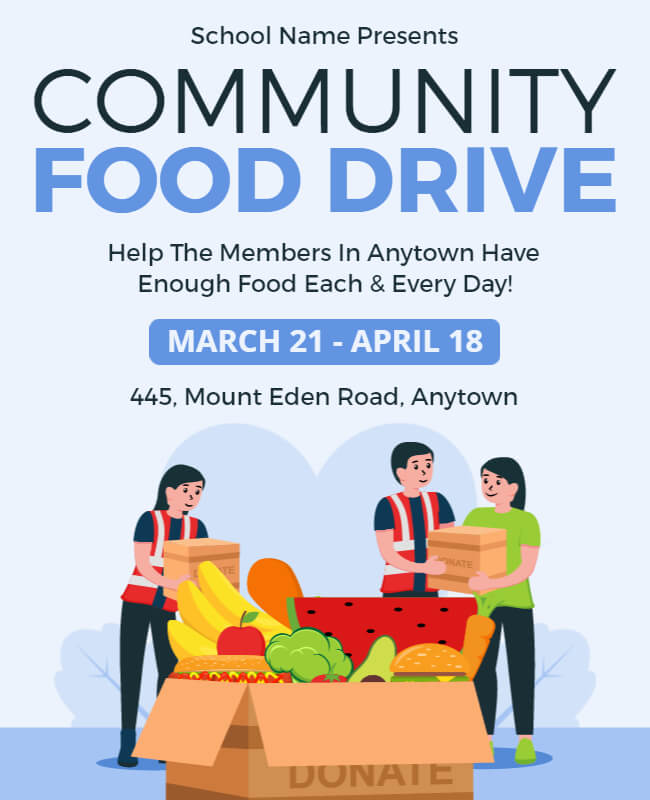 School Name Presents
COMMUNITY
FOOD DRIVE
Help The Members In Anytown Have
Enough Food Each & Every Day!
MARCH 21 - APRIL 18
445, Mount Eden Road, Anytown
DONATE
DONATE
DONATE